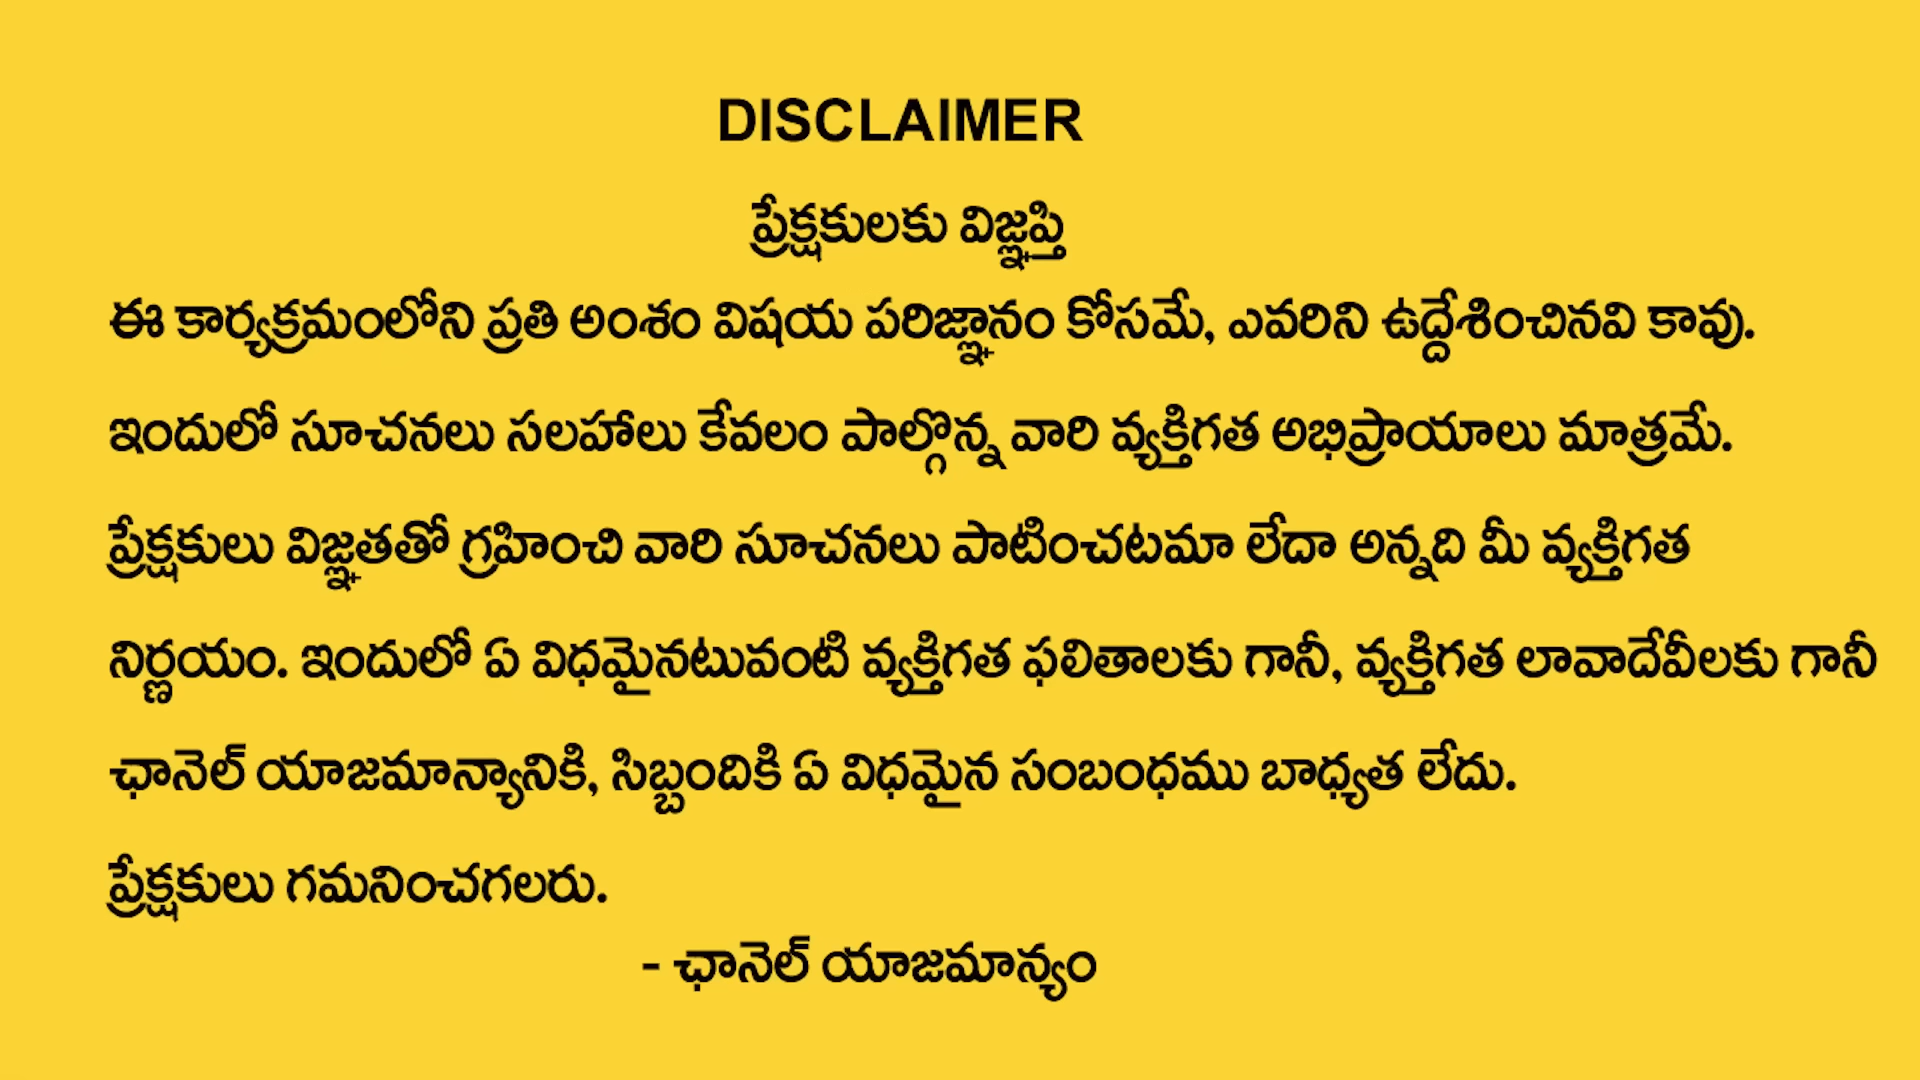 DISCLAIMER
ప్రేక్షకులకు విజ్ఞప్తి
ఈ కార్యక్రమంలోని ప్రతి అంశం విషయ పరిజ్ఞానం కోసమే, ఎవరిని ఉద్దేశించినవి కావు.
ఇందులో సూచనలు సలహాలు కేవలం పాల్గొన్న వారి వ్యక్తిగత అభిప్రాయాలు మాత్రమే.
ప్రేక్షకులు విజ్ఞతతో గ్రహించి వారి సూచనలు పాటించటమా లేదా అన్నది మీ వ్యక్తిగత
నిర్ణయం. ఇందులో ఏ విధమైనటువంటి వ్యక్తిగత ఫలితాలకు గానీ, వ్యక్తిగత లావాదేవీలకు గానీ
ఛానెల్ యాజమాన్యానికి, సిబ్బందికి ఏ విధమైన సంబంధము బాధ్యత లేదు.
ప్రేక్షకులు గమనించగలరు.
- ఛానెల్ యాజమాన్యం